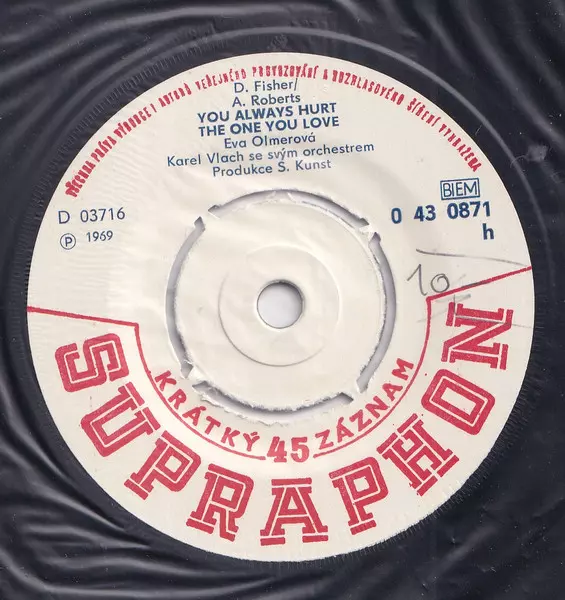 VŠECHNA PRÁVA VÝROBCE I AUTORŮ VEŘEJNÉHO PROVOZOVÁNÍ A ROZHLASOVÉHO ŠÍŘENÍ VYHRAZENA
D. Fisher/
A. Roberts
YOU ALWAYS HURT
THE ONE YOU LOVE
Eva Olmerová
Karel Vlach se svým orchestrem
Produkce S. Kunst
D 03716
℗ 1969
BIEM
0 43 0871
h
10
KRÁTKÝ 45 ZÁZNAM
SUPRAPHON